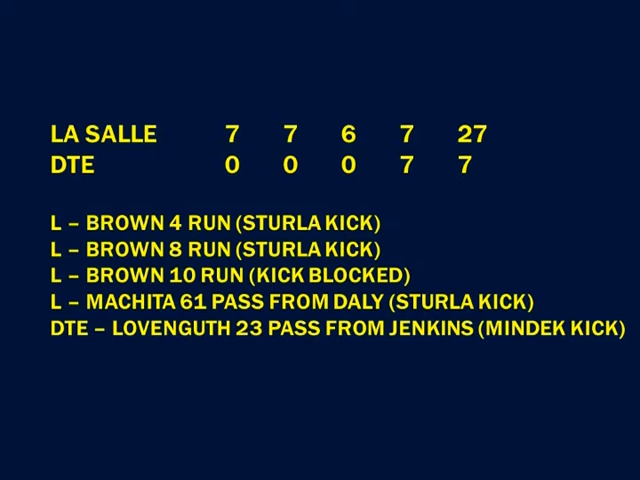 LA SALLE 7 7 6 7 27
DTE 0 0 0 7 7
L – BROWN 4 RUN (STURLA KICK)
L – BROWN 8 RUN (STURLA KICK)
L – BROWN 10 RUN (KICK BLOCKED)
L – MACHITA 61 PASS FROM DALY (STURLA KICK)
DTE – LOVENGUTH 23 PASS FROM JENKINS (MINDEK KICK)